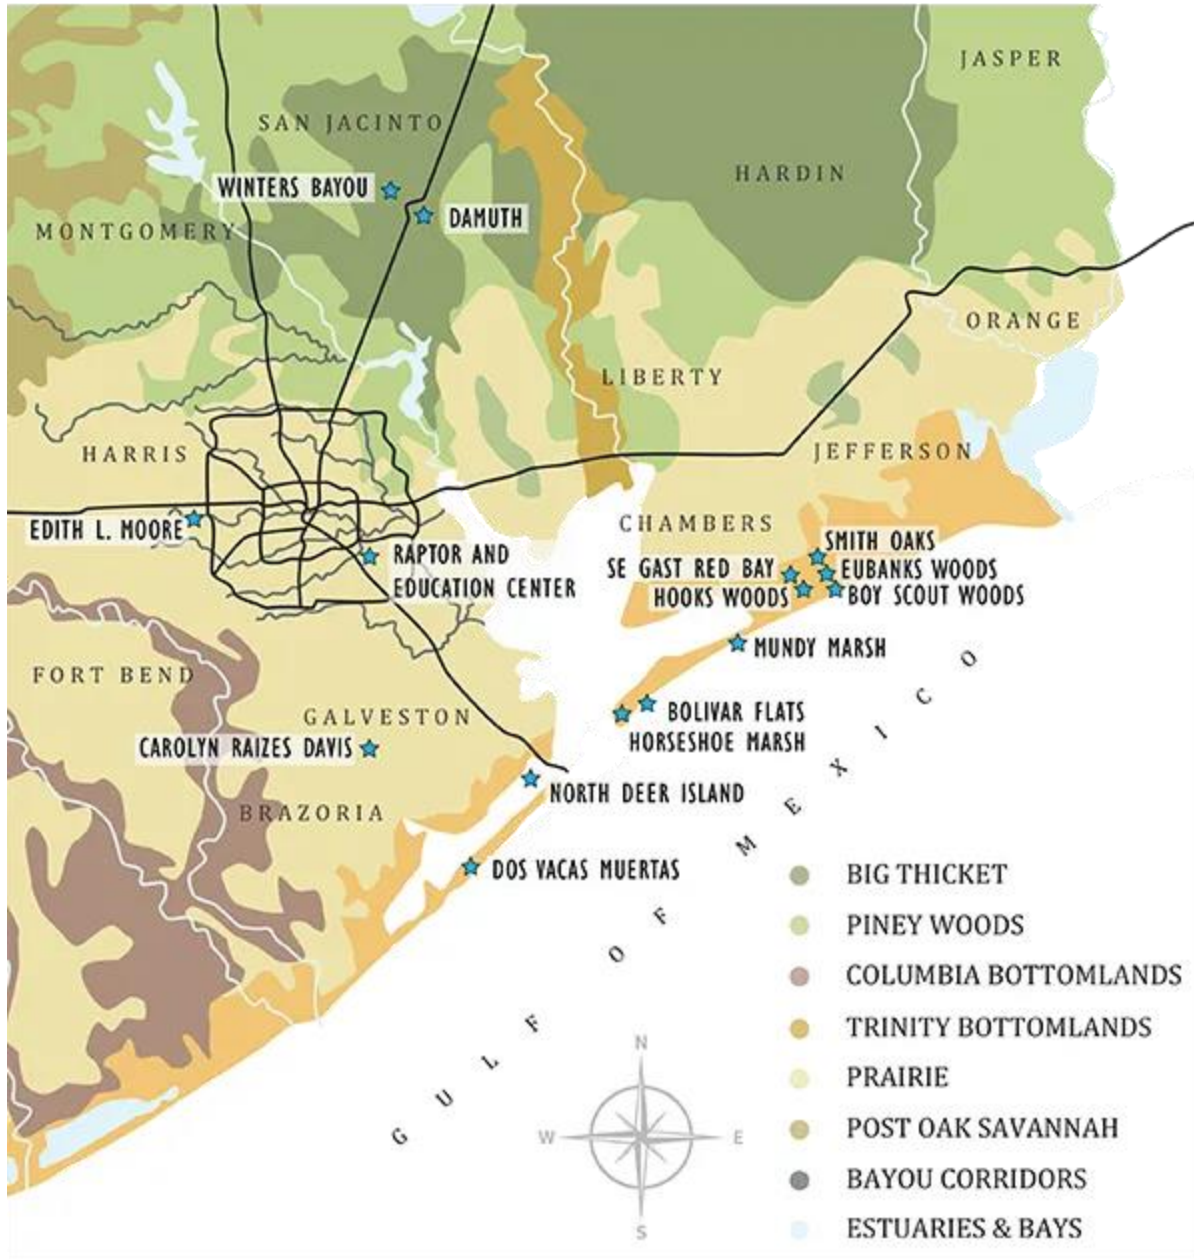 JASPER
SAN JACINTO
HARDIN
WINTERS BAYOU
DAMUTH
MONTGOMERY
ORANGE
LIBERTY
HARRIS
JEFFERSON
EDITH L. MOORE
CHAMBERS
SMITH OAKS
RAPTOR AND
EDUCATION CENTER
SE GAST RED BAY
EUBANKS WOODS
HOOKS WOODS
BOY SCOUT WOODS
MUNDY MARSH
FORT BEND
GALVESTON
BOLIVAR FLATS
HORSESHOE MARSH
CAROLYN RAIZES DAVIS
NORTH DEER ISLAND
BRAZORIA
DOS VACAS MUERTAS
GULF OF MEXICO
BIG THICKET
PINEY WOODS
COLUMBIA BOTTOMLANDS
TRINITY BOTTOMLANDS
PRAIRIE
POST OAK SAVANNAH
BAYOU CORRIDORS
ESTUARIES & BAYS
N
W
E
S